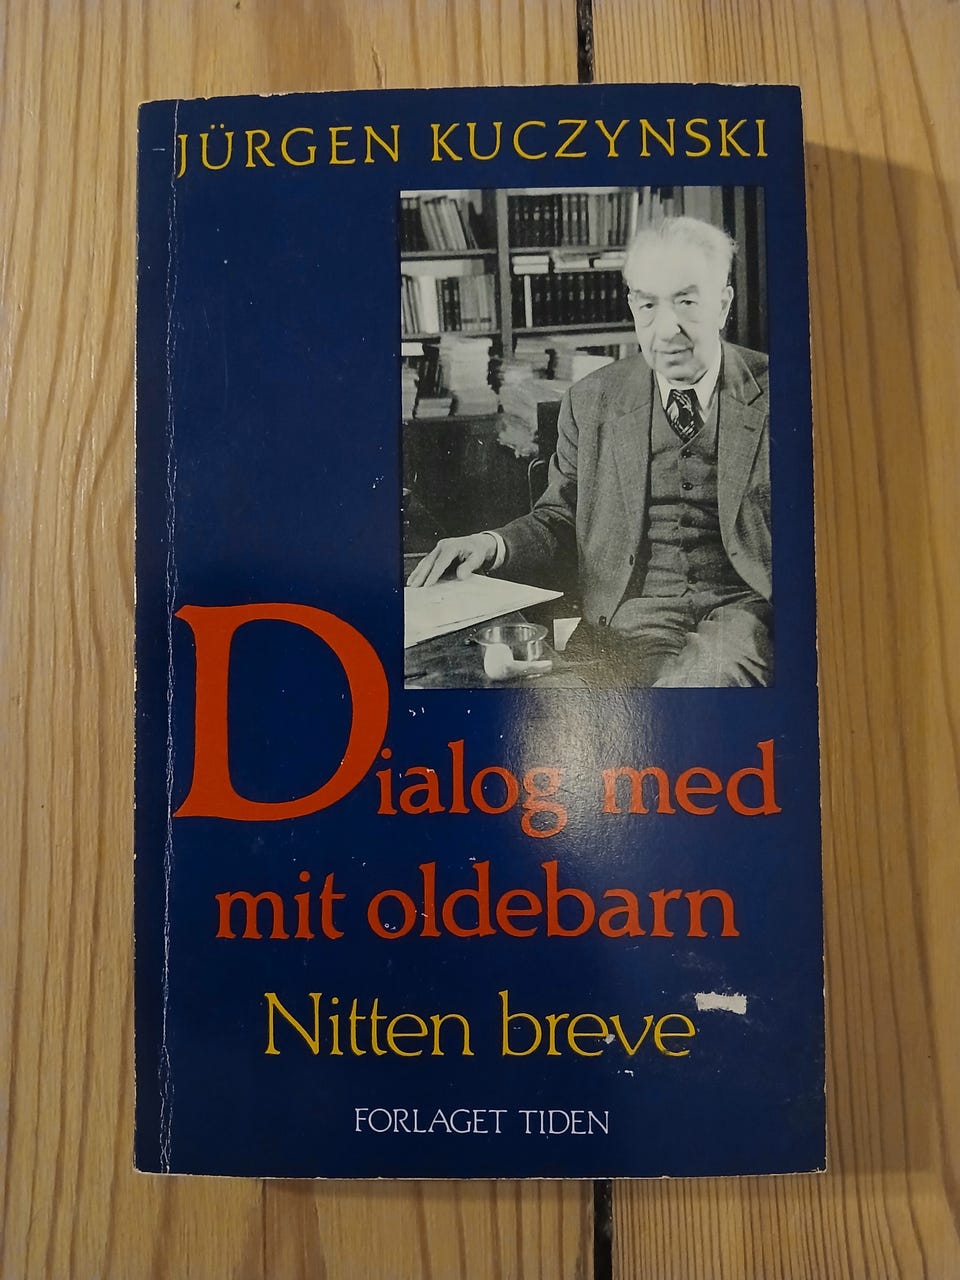 JÜRGEN KUCZYNSKI
Dialog med
mit oldebarn
Nitten breve
FORLAGET TIDEN